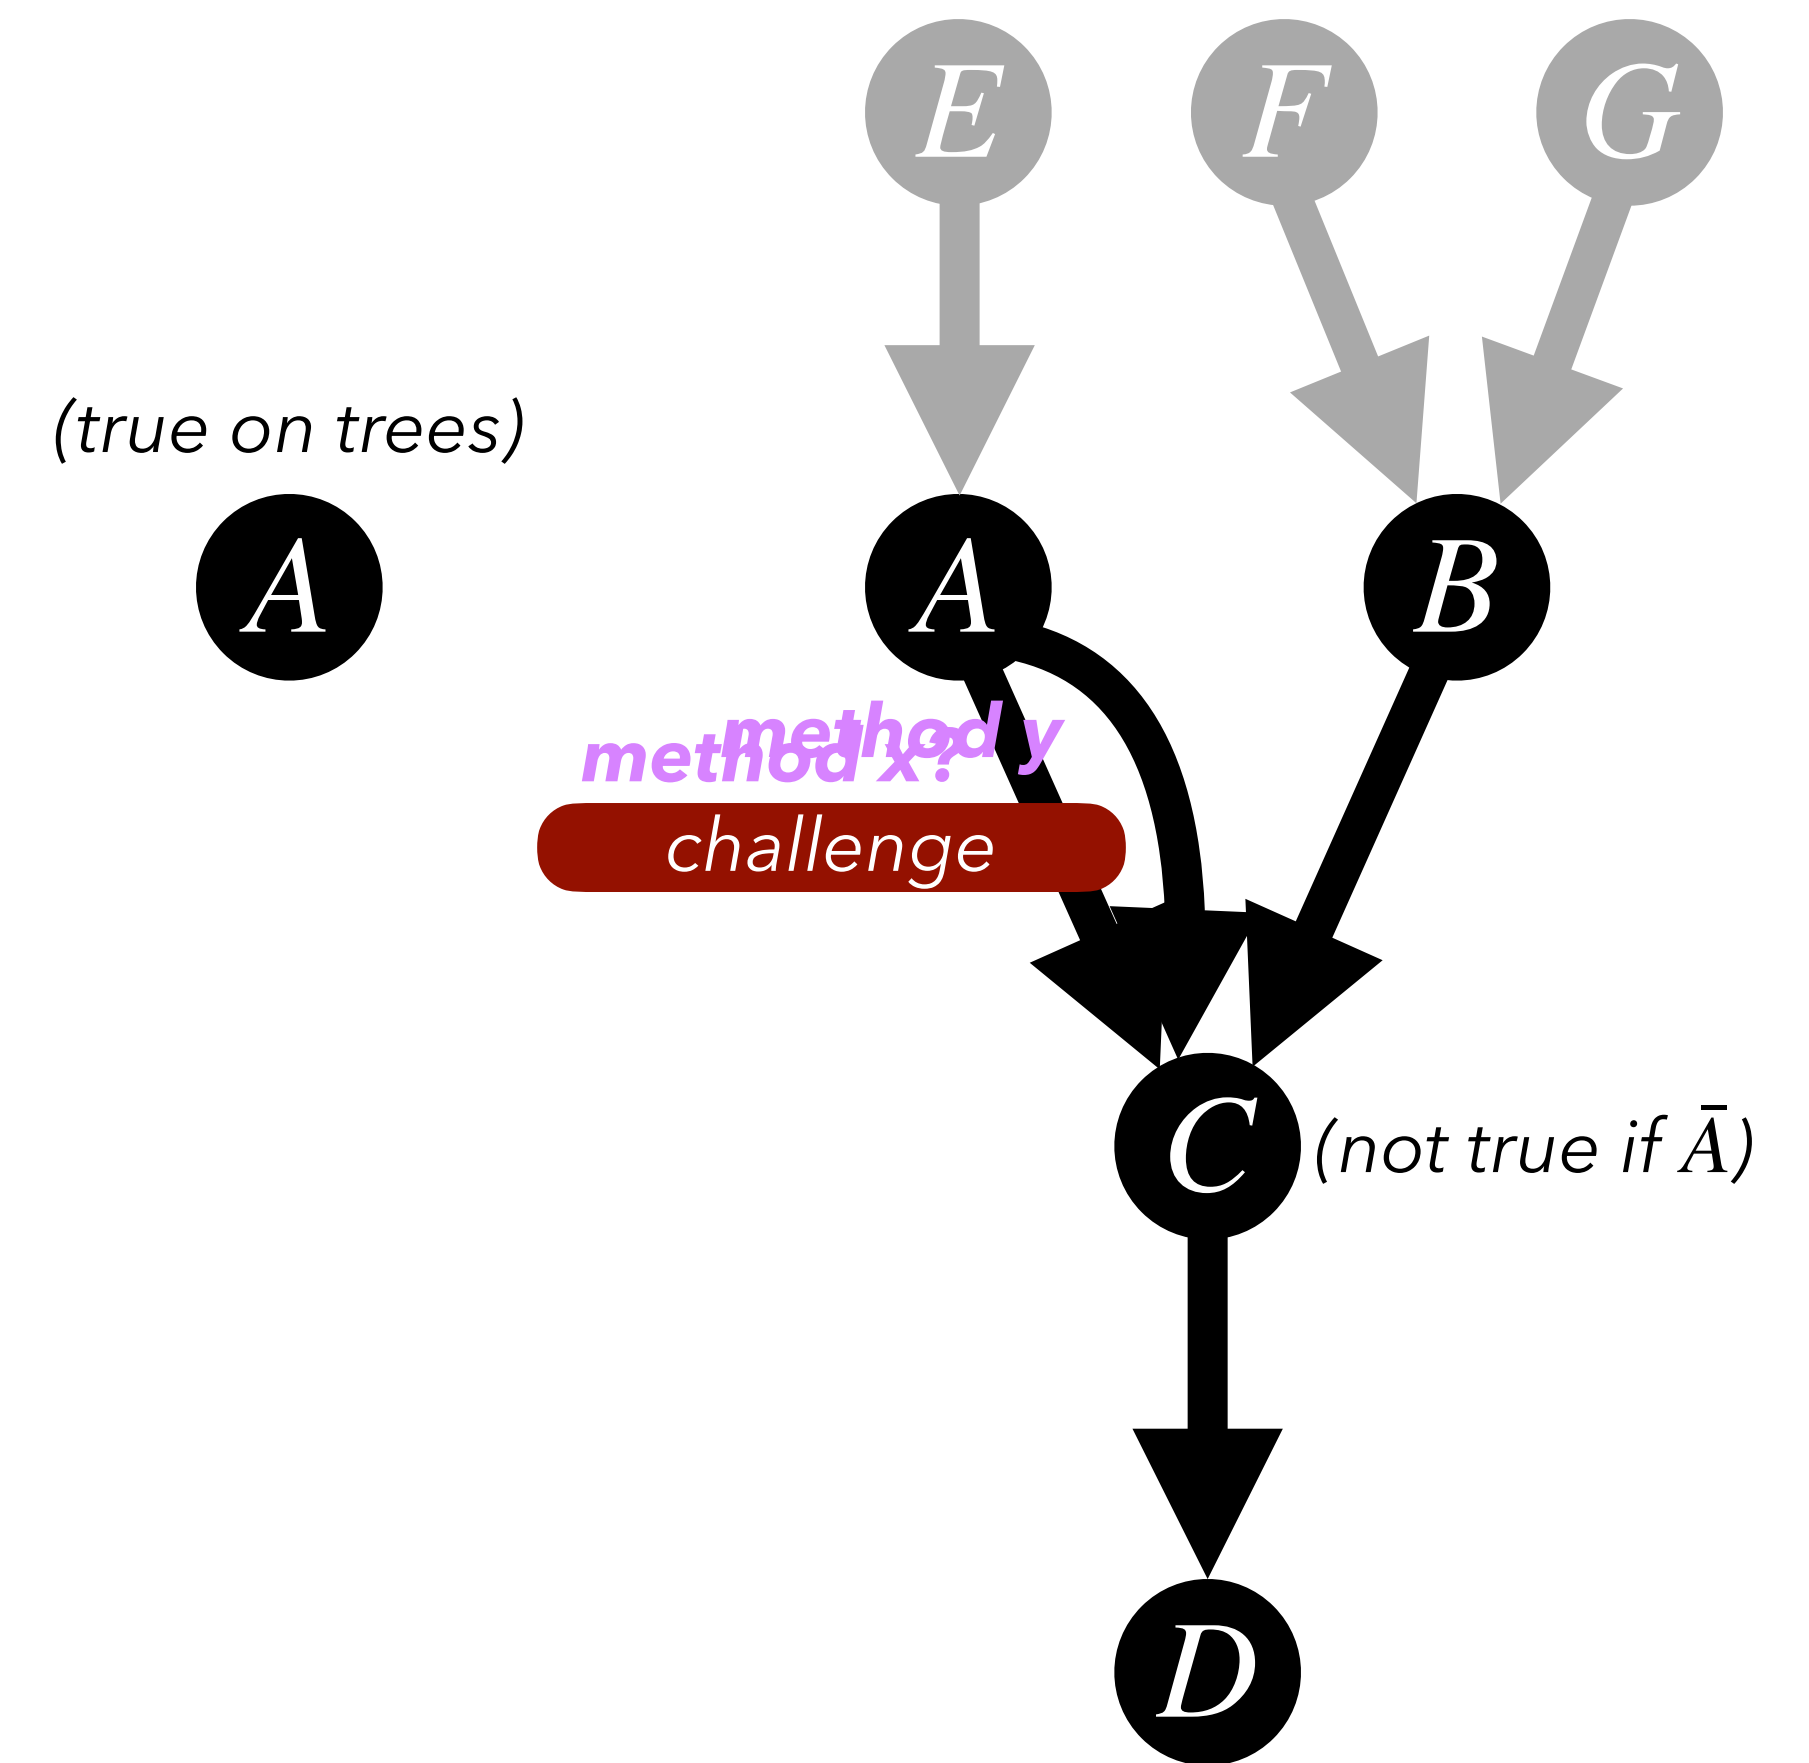 E
F
G
(true on trees)
A
A
B
method y
method x?
challenge
C
(not true if Ā)
D